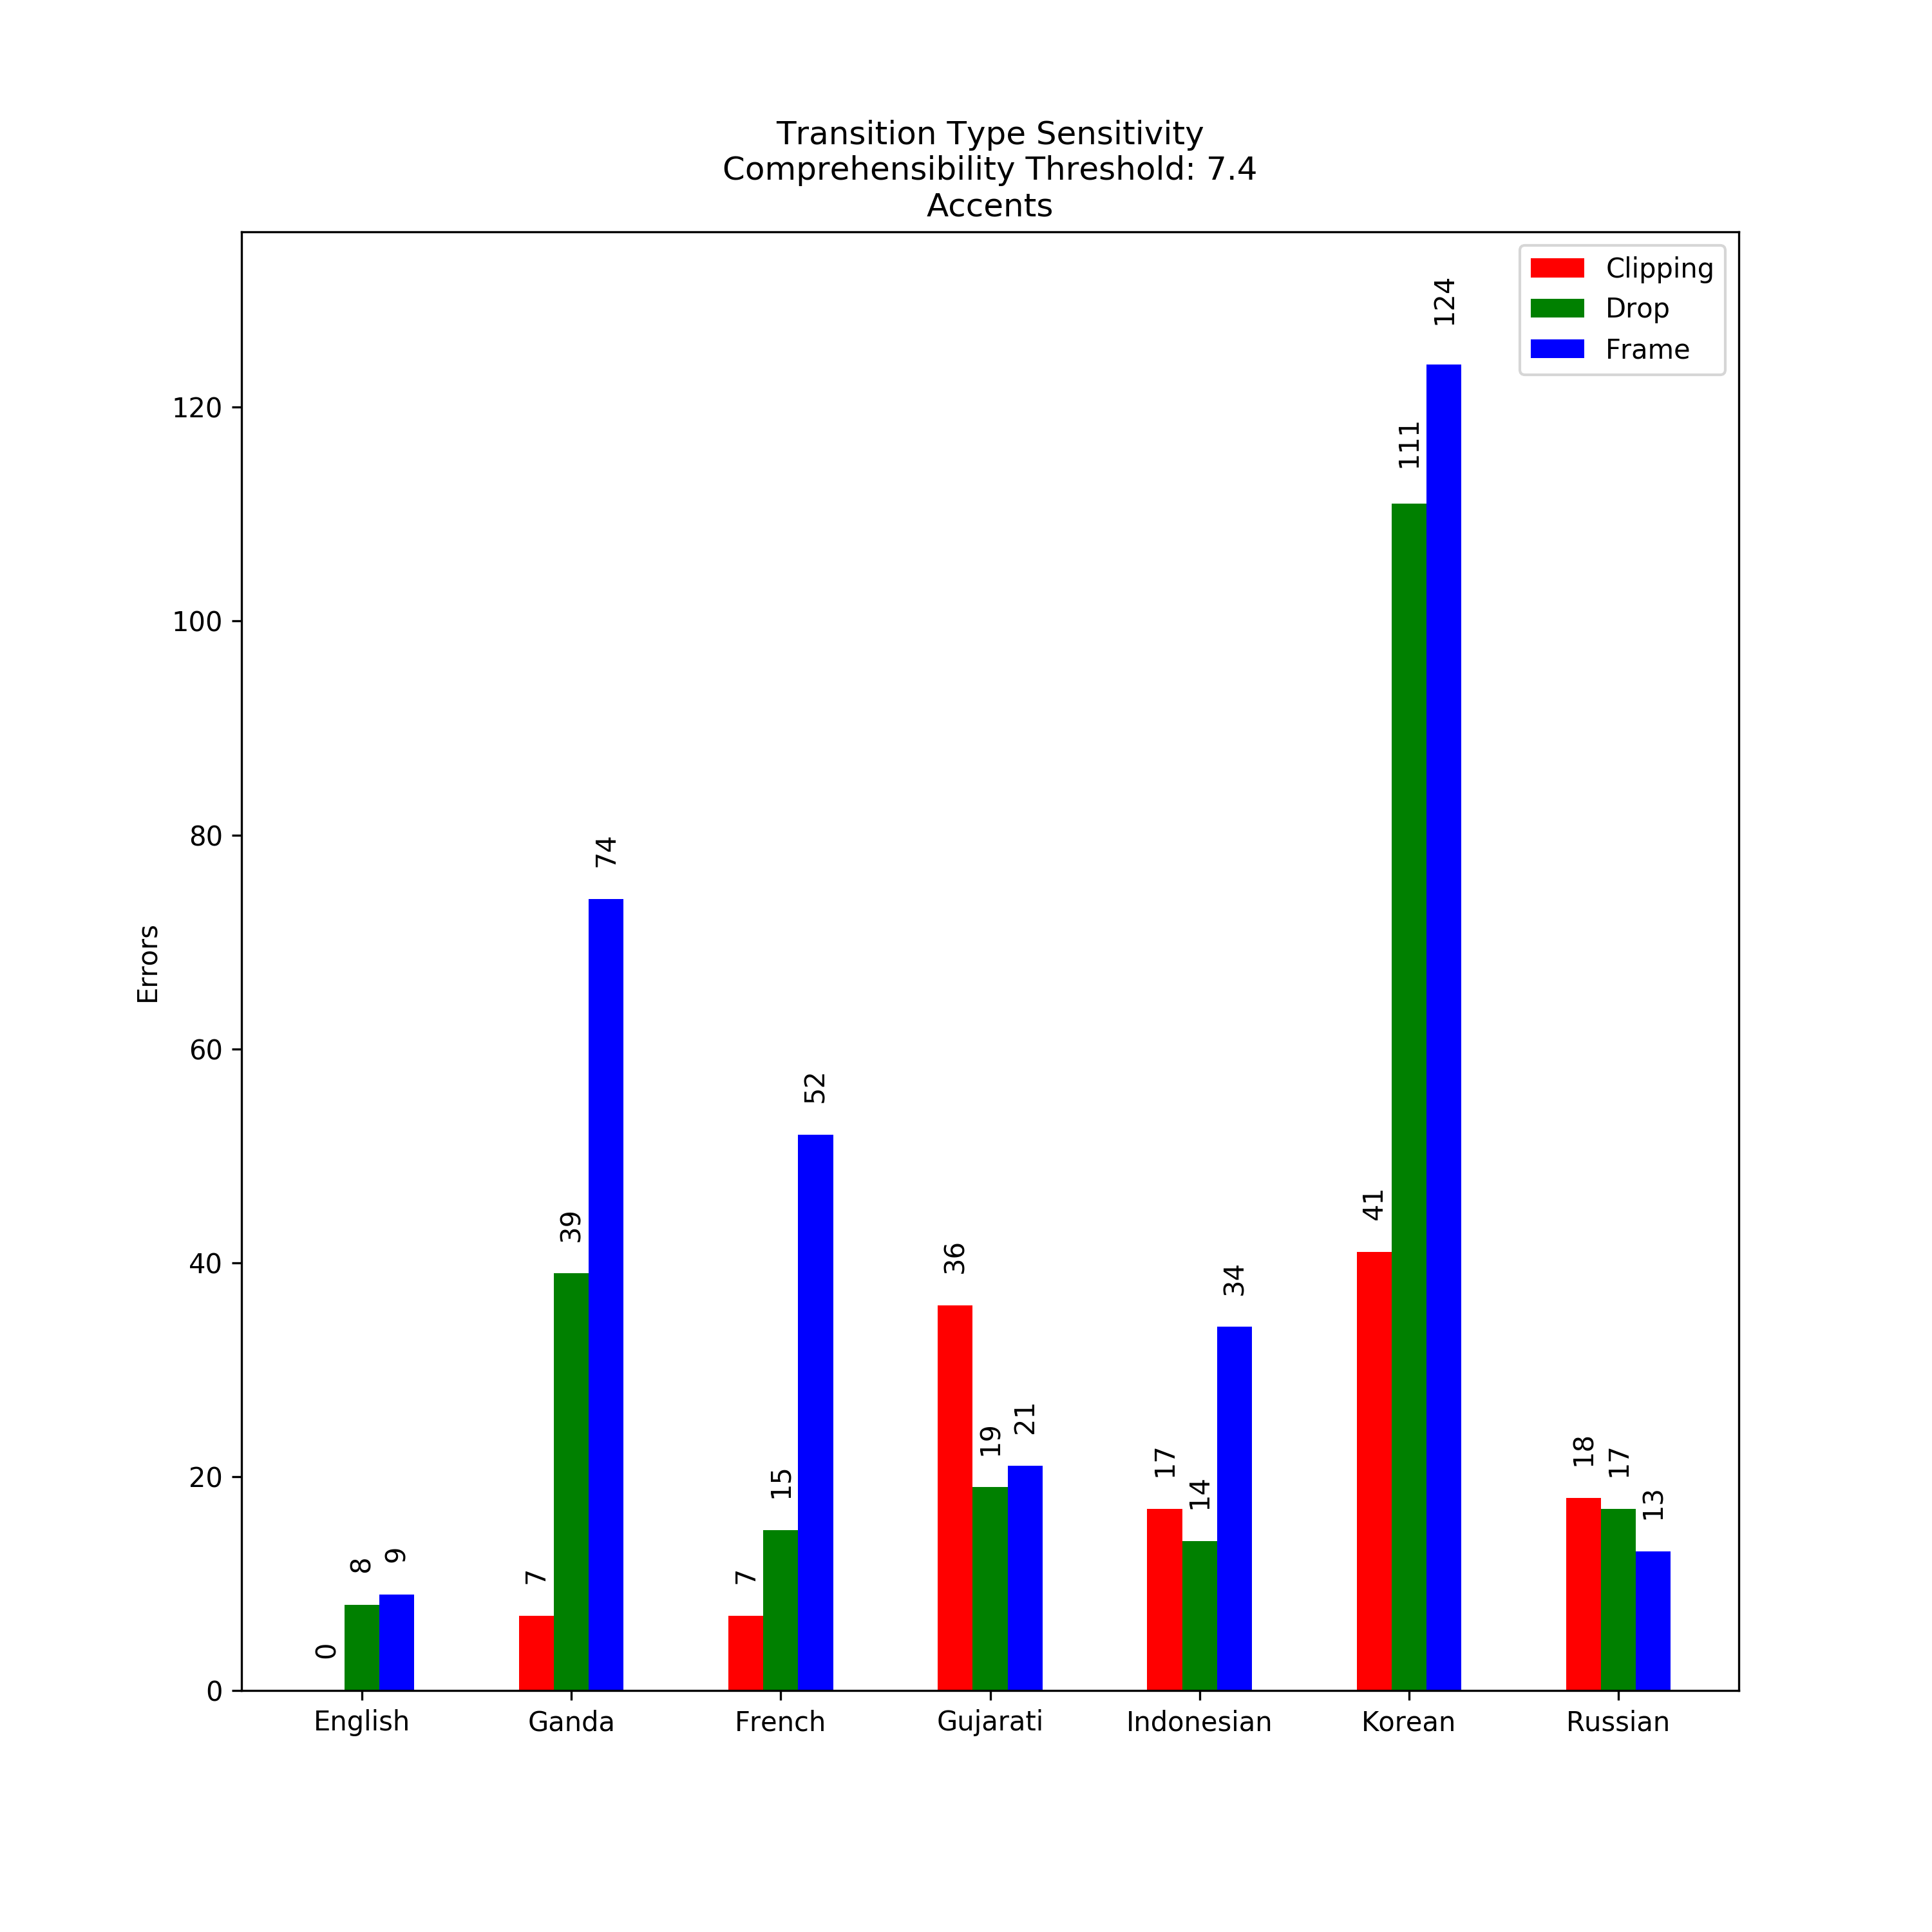 Transition Type Sensitivity
Comprehensibility Threshold: 7.4
Accents
Clipping
Drop
Frame
Errors
120
100
80
60
40
20
0
0
8
9
7
39
74
7
15
52
36
19
21
17
14
34
41
111
124
18
17
13
English
Ganda
French
Gujarati
Indonesian
Korean
Russian